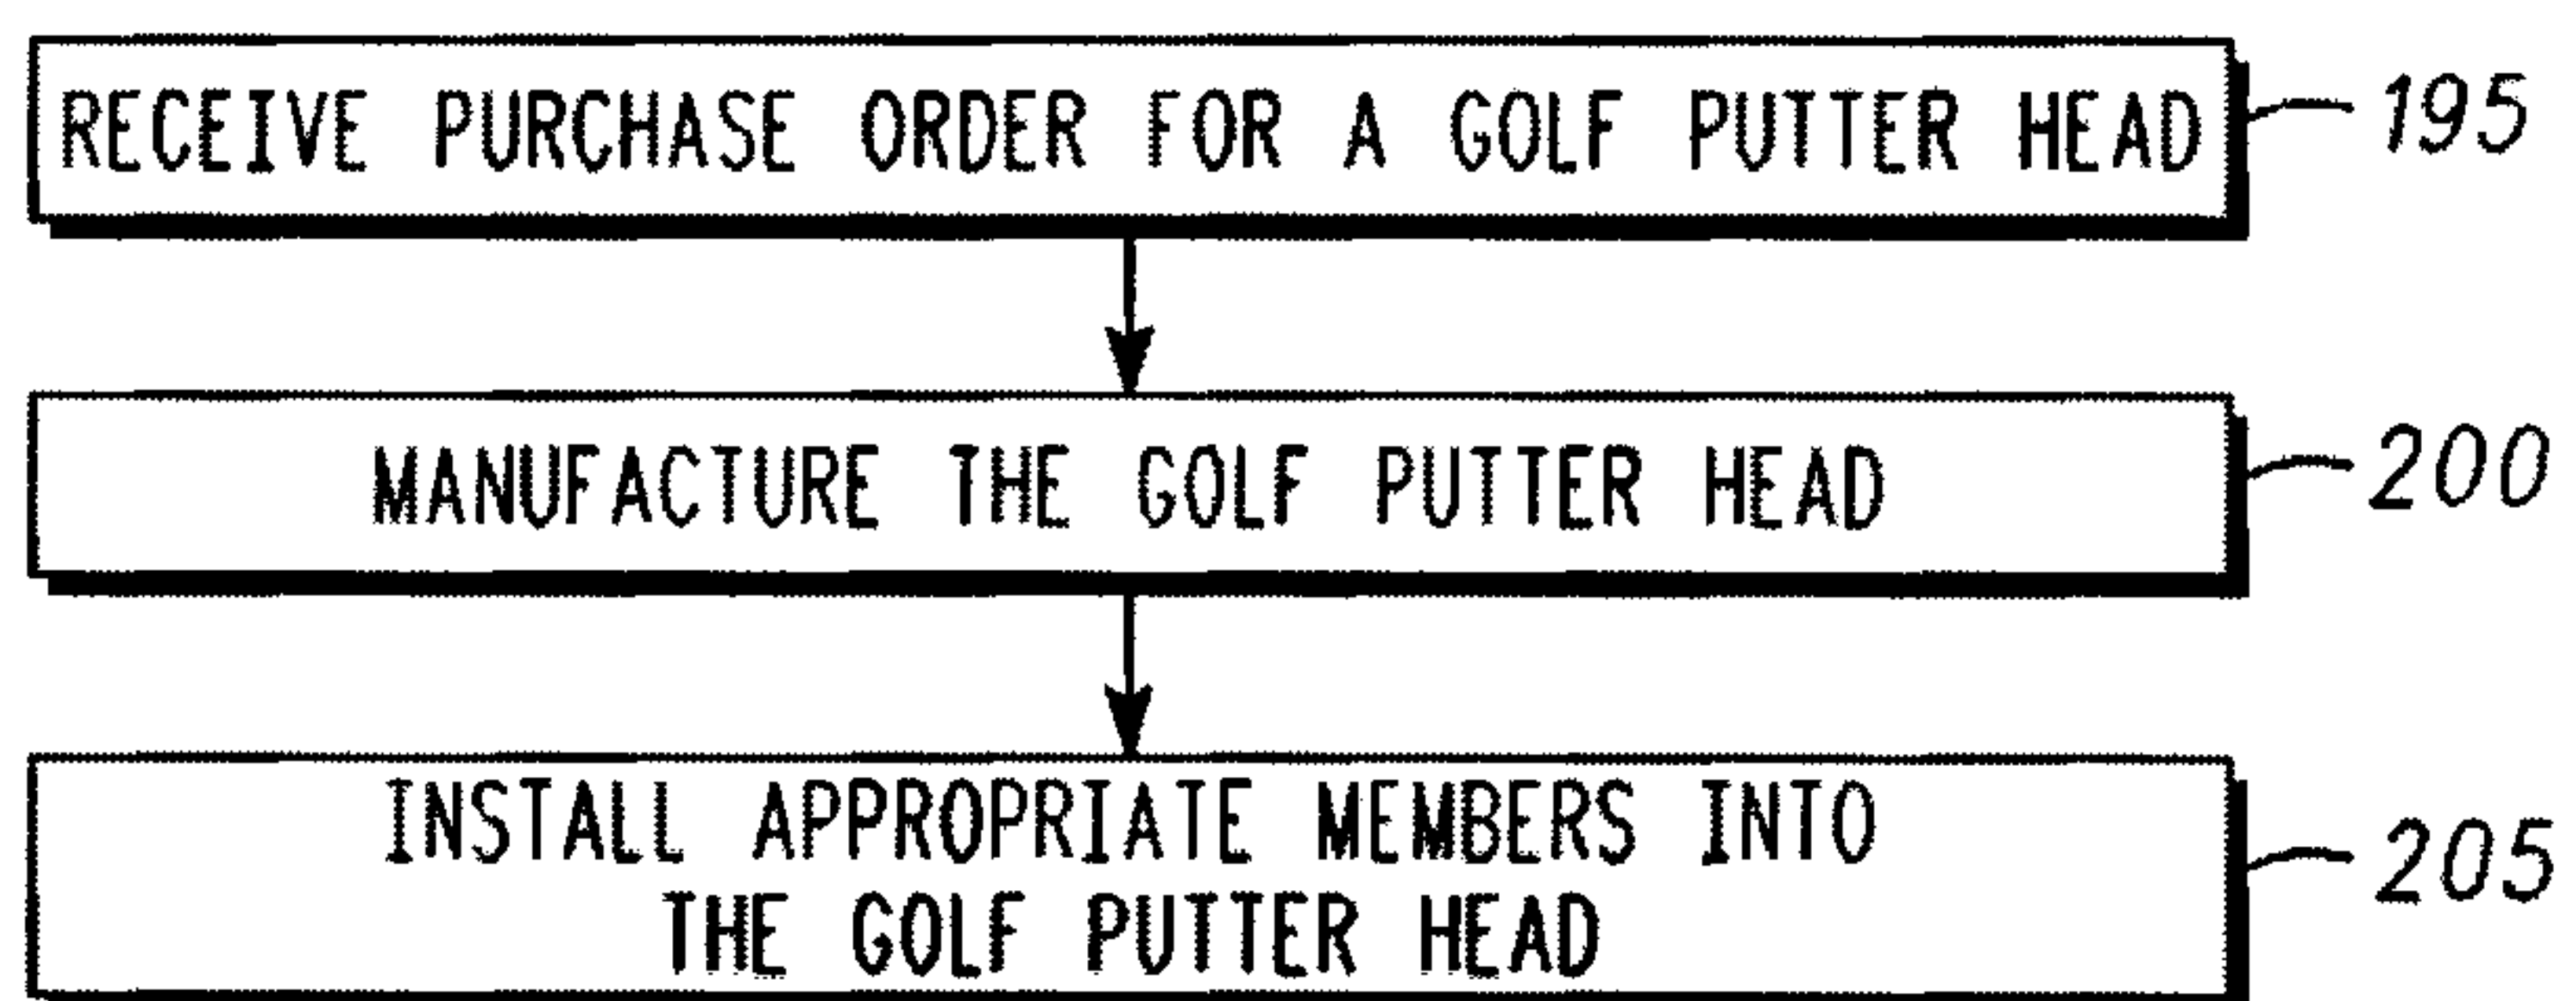 RECEIVE PURCHASE ORDER FOR A GOLF PUTTER HEAD
195
MANUFACTURE THE GOLF PUTTER HEAD
200
INSTALL APPROPRIATE MEMBERS INTO
THE GOLF PUTTER HEAD
205